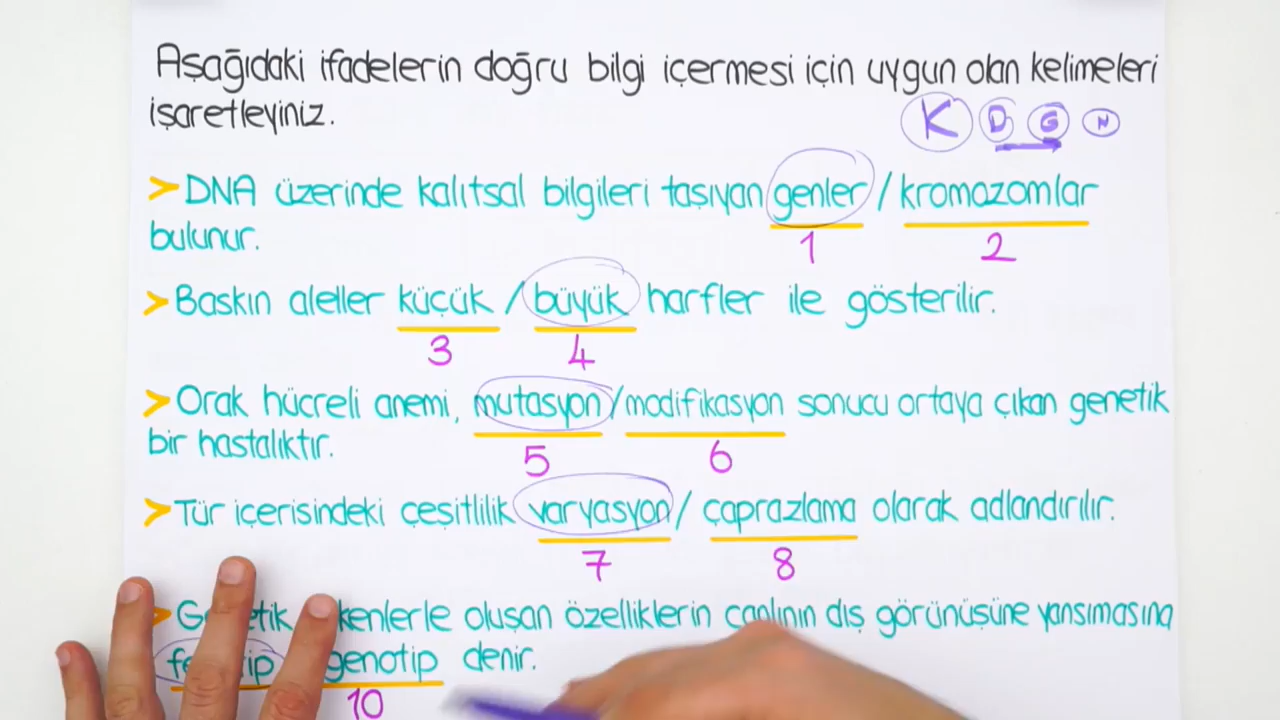 Aşağıdaki ifadelerin doğru bilgi içermesi için uygun olan kelimeleri
işaretleyiniz.
K D G N
➤ DNA üzerinde kalıtsal bilgileri taşıyan genler / kromazomlar
bulunur.
1 2
➤ Baskın aleller küçük / büyük harfler ile gösterilir.
3 4
➤ Orak hücreli anemi, mutasyon/modifikasyon sonucu ortaya çıkan genetik
bir hastalıktır.
5 6
➤ Tür içerisindeki çeşitlilik varyasyon / çaprazlama olarak adlandırılır.
7 8
oluşan özelliklerin canlının dış görünüşüne yansımasına
genotip denir.
10